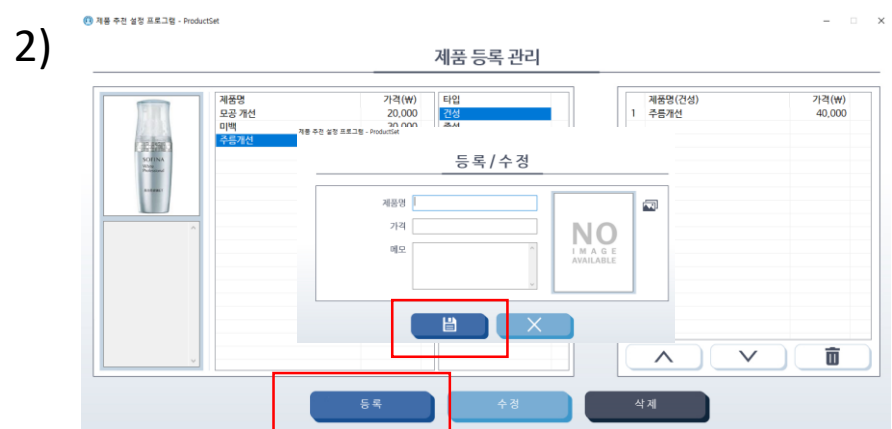 2)
제품 추천 설정 프로그램 - ProductSet
제품 등록 관리
제품명 가격(₩)
모공 개선 20,000
미백 30,000
주름개선
타입
건성
중성
제품명(건성) 가격(₩)
1 주름개선 40,000
SOFINA
제품 추천 설정 프로그램 - ProductSet
등록/수정
제품명
가격
메모
NO
IMAGE
AVAILABLE
등록
수정
삭제